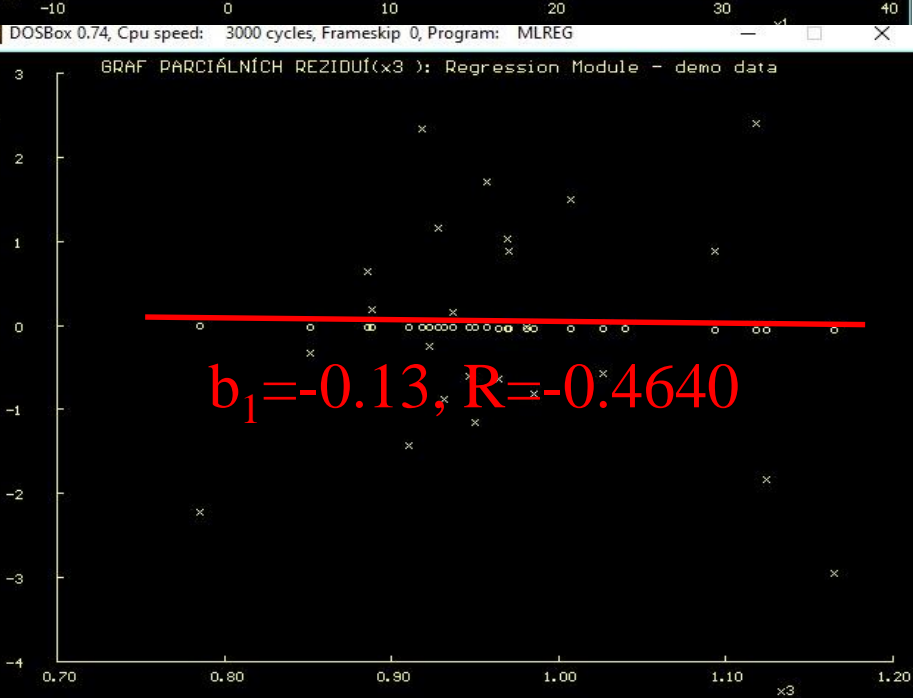 -10 0 10 20 30 40
x1
DOSBox 0.74, Cpu speed: 3000 cycles, Frameskip 0, Program: MLREG
GRAF PARCIÁLNÍCH REZIDUÍ(x3 ): Regression Module - demo data
3
2
1
0
b1=-0.13, R=-0.4640
-1
-2
-3
-4
0.70 0.80 0.90 1.00 1.10 1.20
x3